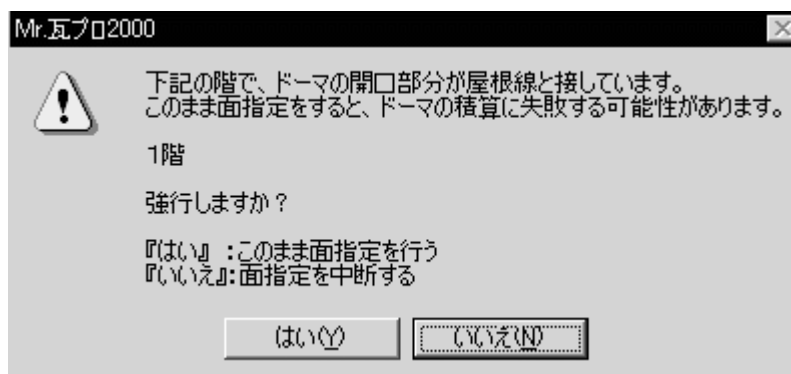 Mr.瓦プロ2000
下記の階で、ドーマの開口部分が屋根線と接しています。
このまま面指定をすると、ドーマの積算に失敗する可能性があります。
1階
強行しますか？
『はい』 :このまま面指定を行う
『いいえ』:面指定を中断する
はい(Y)
いいえ(N)